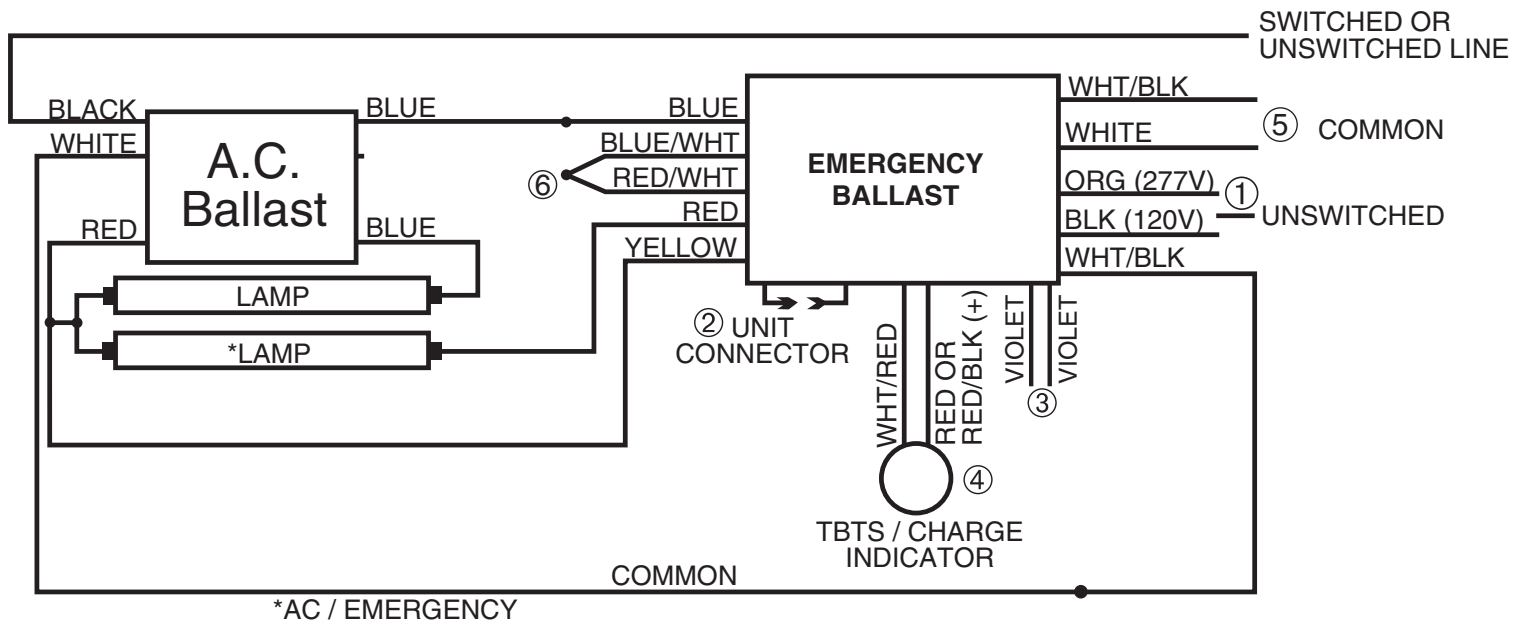 SWITCHED OR
UNSWITCHED LINE
BLACK
WHITE
RED
A.C.
Ballast
BLUE
BLUE
BLUE
BLUE/WHT
RED/WHT
⑥
RED
YELLOW
EMERGENCY
BALLAST
WHT/BLK
WHITE
⑤ COMMON
ORG (277V)
①
BLK (120V)
UNSWITCHED
WHT/BLK
LAMP
*LAMP
② UNIT
CONNECTOR
WHT/RED
RED OR
RED/BLK (+)
VIOLET
VIOLET
③
④
TBTS / CHARGE
INDICATOR
COMMON
*AC / EMERGENCY